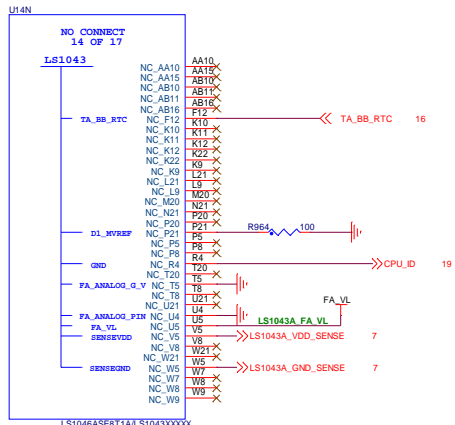 U14N
NO CONNECT
14 OF 17
LS1043
NC_AA10 AA10
NC_AA15 AA15
NC_AB10 AB10
NC_AB11 AB11
NC_AB16 AB16
TA_BB_RTC NC_F12 F12 TA_BB_RTC 16
NC_K10 K10
NC_K11 K11
NC_K12 K12
NC_K22 K22
NC_K9 K9
NC_L21 L21
NC_L9 L9
NC_M20 M20
NC_N21 N21
NC_P20 P20
D1_MVREF NC_P21 P21 R964 100
NC_P5 P5
NC_P8 P8
GND NC_R4 R4 CPU_ID 19
NC_T20 T20
FA_ANALOG_G_V NC_T5 T5
NC_T8 T8
NC_U21 U21 FA_VL
FA_ANALOG_PIN NC_U4 U4
FA_VL NC_U5 U5 LS1043A_FA_VL
SENSEVDD NC_V5 V5 LS1043A_VDD_SENSE 7
NC_V8 V8
NC_W21 W21
SENSEGND NC_W5 W5 LS1043A_GND_SENSE 7
NC_W7 W7
NC_W8 W8
NC_W9 W9
LS1046ASE8T1A/LS1043XXXXX